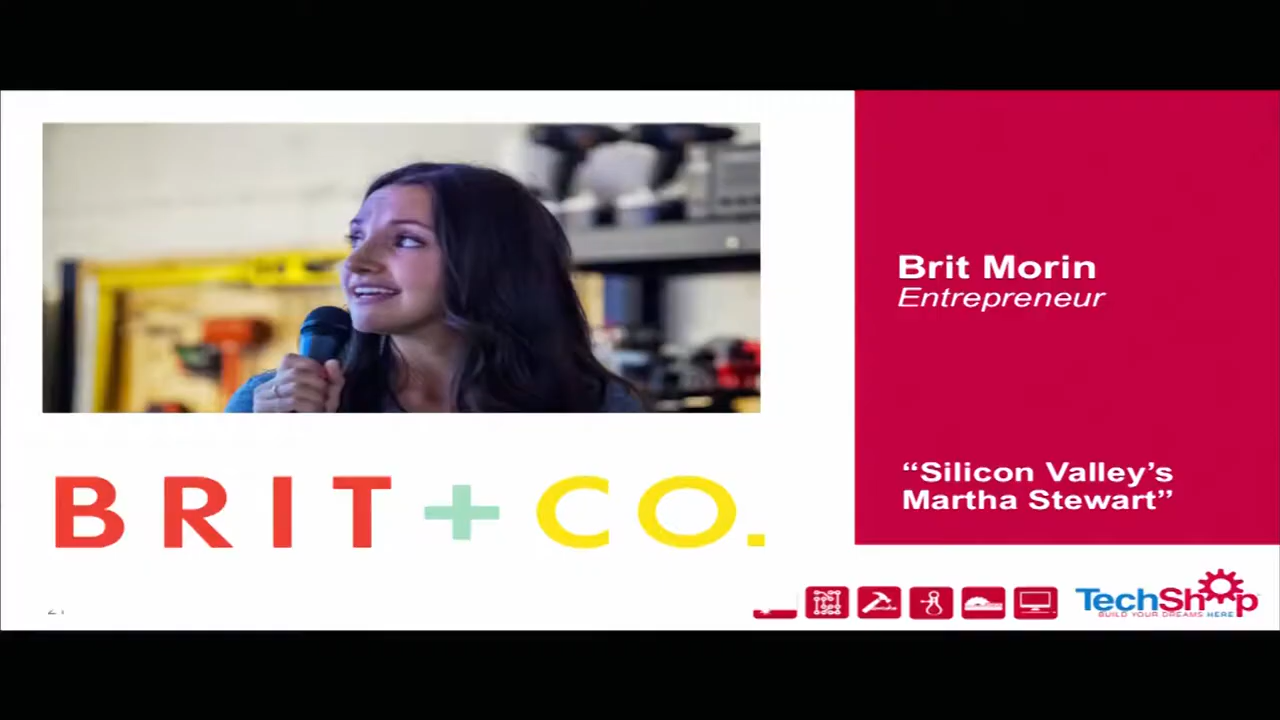 Brit Morin
Entrepreneur
“Silicon Valley’s
Martha Stewart”
BRIT + CO.
TechShop
BUILD YOUR DREAMS HERE